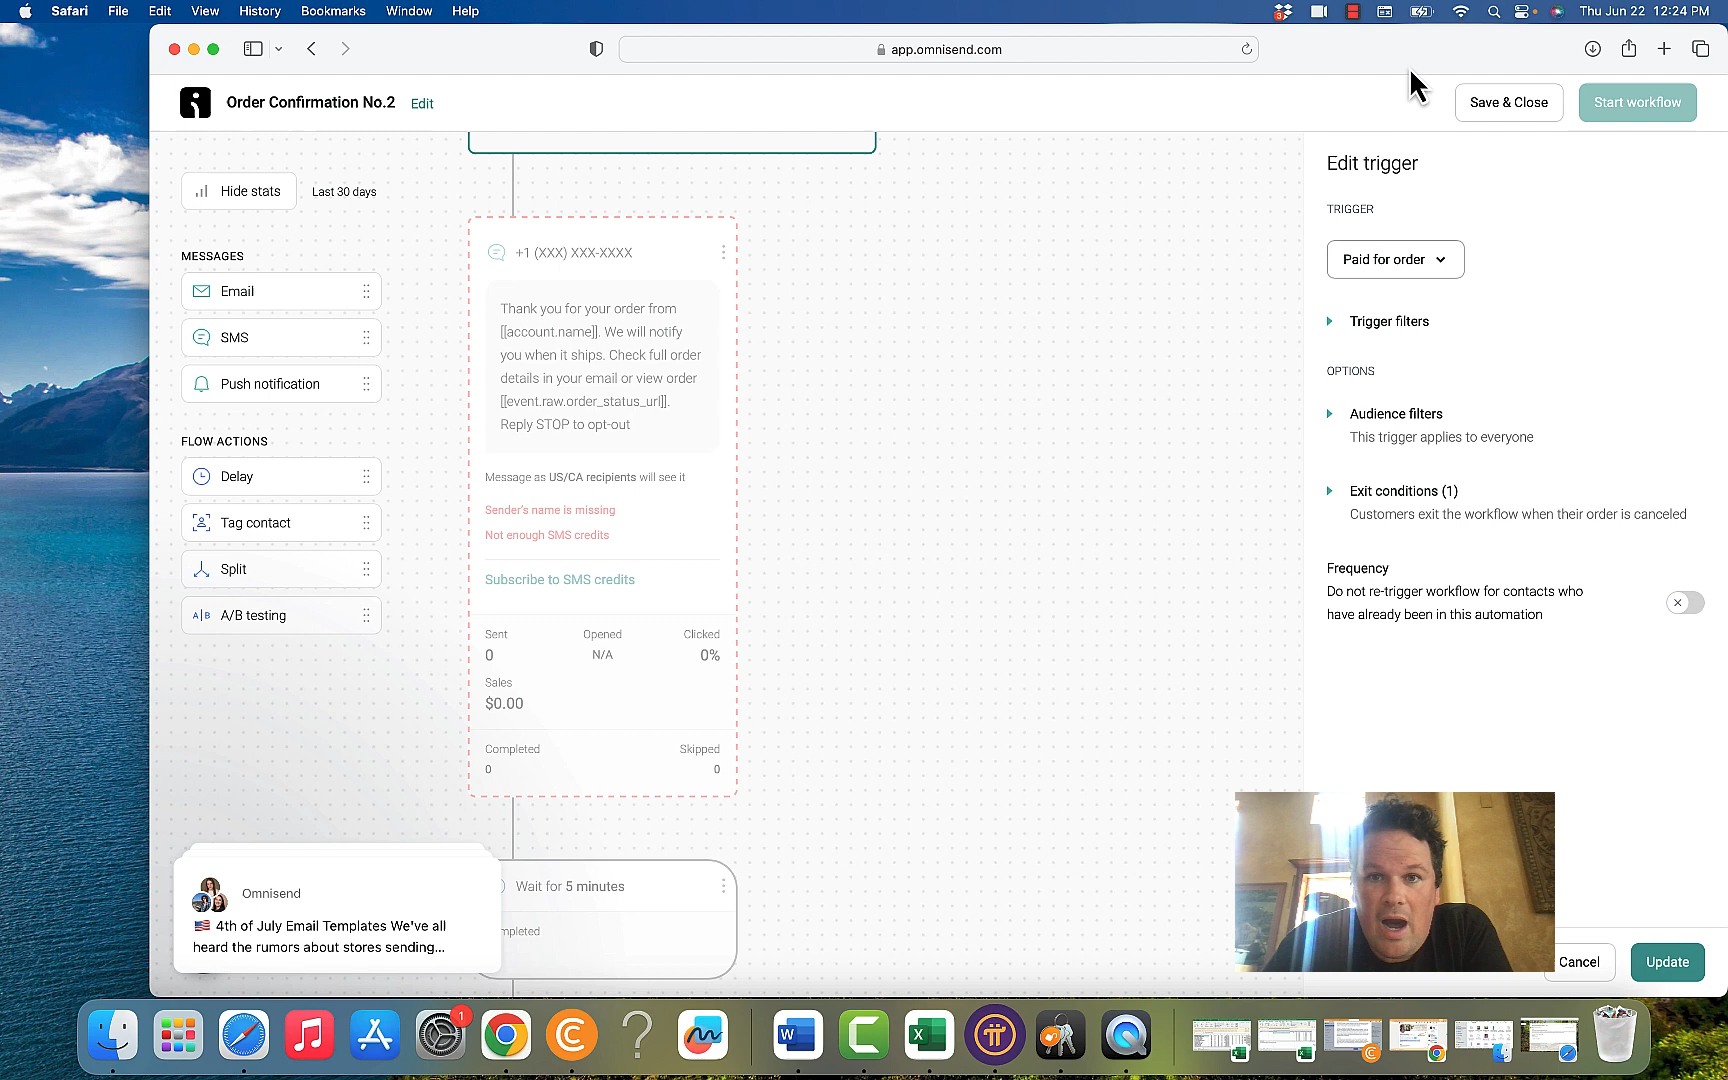 Safari File Edit View History Bookmarks Window Help
3
Thu Jun 22 12:24 PM
app.omnisend.com
Order Confirmation No.2 Edit
Save & Close
Start workflow
Hide stats
Last 30 days
MESSAGES
Email
SMS
Push notification
FLOW ACTIONS
Delay
Tag contact
Split
A|B A/B testing
+1 (XXX) XXX-XXXX
Thank you for your order from
[[account.name]]. We will notify
you when it ships. Check full order
details in your email or view order
[[event.raw.order_status_url]].
Reply STOP to opt-out
Message as US/CA recipients will see it
Sender's name is missing
Not enough SMS credits
Subscribe to SMS credits
Sent Opened Clicked
0 N/A 0%
Sales
$0.00
Completed Skipped
0 0
Wait for 5 minutes
mpleted
Omnisend
4th of July Email Templates We've all
heard the rumors about stores sending...
Edit trigger
TRIGGER
Paid for order
Trigger filters
OPTIONS
Audience filters
This trigger applies to everyone
Exit conditions (1)
Customers exit the workflow when their order is canceled
Frequency
Do not re-trigger workflow for contacts who
have already been in this automation
Cancel
Update
1